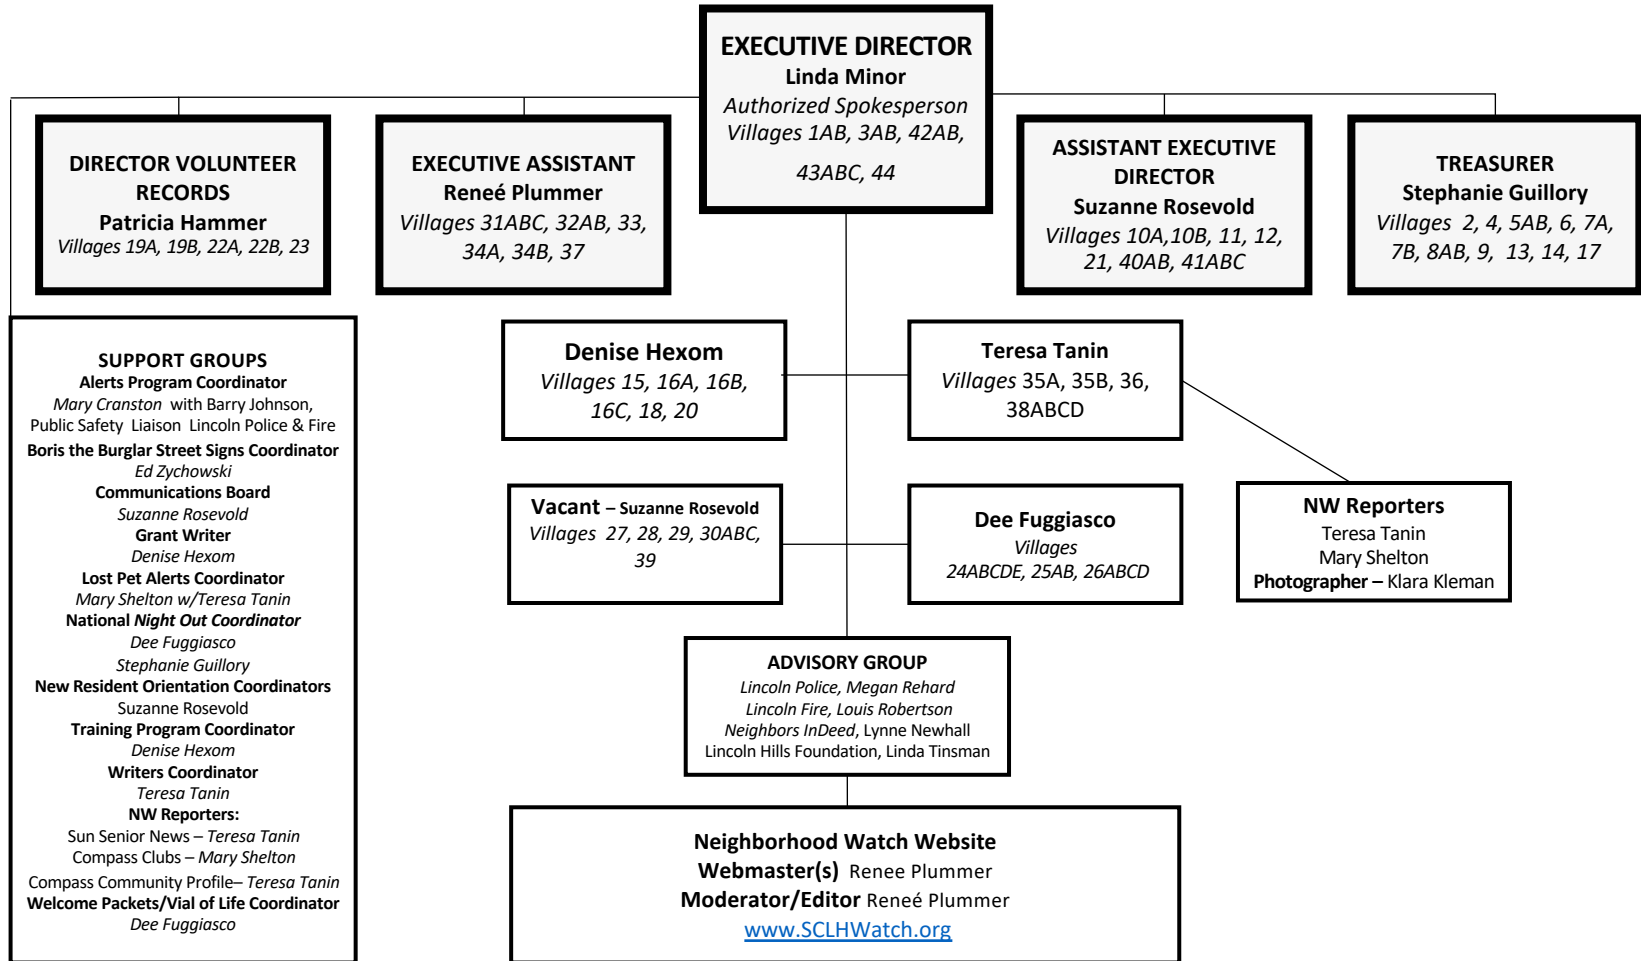 EXECUTIVE DIRECTOR
Linda Minor
Authorized Spokesperson
Villages 1AB, 3AB, 42AB,
43ABC, 44
DIRECTOR VOLUNTEER
RECORDS
Patricia Hammer
Villages 19A, 19B, 22A, 22B, 23
EXECUTIVE ASSISTANT
Reneé Plummer
Villages 31ABC, 32AB, 33,
34A, 34B, 37
ASSISTANT EXECUTIVE
DIRECTOR
Suzanne Rosevold
Villages 10A,10B, 11, 12,
21, 40AB, 41ABC
TREASURER
Stephanie Guillory
Villages 2, 4, 5AB, 6, 7A,
7B, 8AB, 9, 13, 14, 17
SUPPORT GROUPS
Alerts Program Coordinator
Mary Cranston with Barry Johnson,
Public Safety Liaison Lincoln Police & Fire
Boris the Burglar Street Signs Coordinator
Ed Zychowski
Communications Board
Suzanne Rosevold
Grant Writer
Denise Hexom
Lost Pet Alerts Coordinator
Mary Shelton w/Teresa Tanin
National Night Out Coordinator
Dee Fuggiasco
Stephanie Guillory
New Resident Orientation Coordinators
Suzanne Rosevold
Training Program Coordinator
Denise Hexom
Writers Coordinator
Teresa Tanin
NW Reporters:
Sun Senior News – Teresa Tanin
Compass Clubs – Mary Shelton
Compass Community Profile– Teresa Tanin
Welcome Packets/Vial of Life Coordinator
Dee Fuggiasco
Denise Hexom
Villages 15, 16A, 16B,
16C, 18, 20
Teresa Tanin
Villages 35A, 35B, 36,
38ABCD
Vacant – Suzanne Rosevold
Villages 27, 28, 29, 30ABC,
39
Dee Fuggiasco
Villages
24ABCDE, 25AB, 26ABCD
NW Reporters
Teresa Tanin
Mary Shelton
Photographer – Klara Kleman
ADVISORY GROUP
Lincoln Police, Megan Rehard
Lincoln Fire, Louis Robertson
Neighbors InDeed, Lynne Newhall
Lincoln Hills Foundation, Linda Tinsman
Neighborhood Watch Website
Webmaster(s) Renee Plummer
Moderator/Editor Reneé Plummer
www.SCLHWatch.org